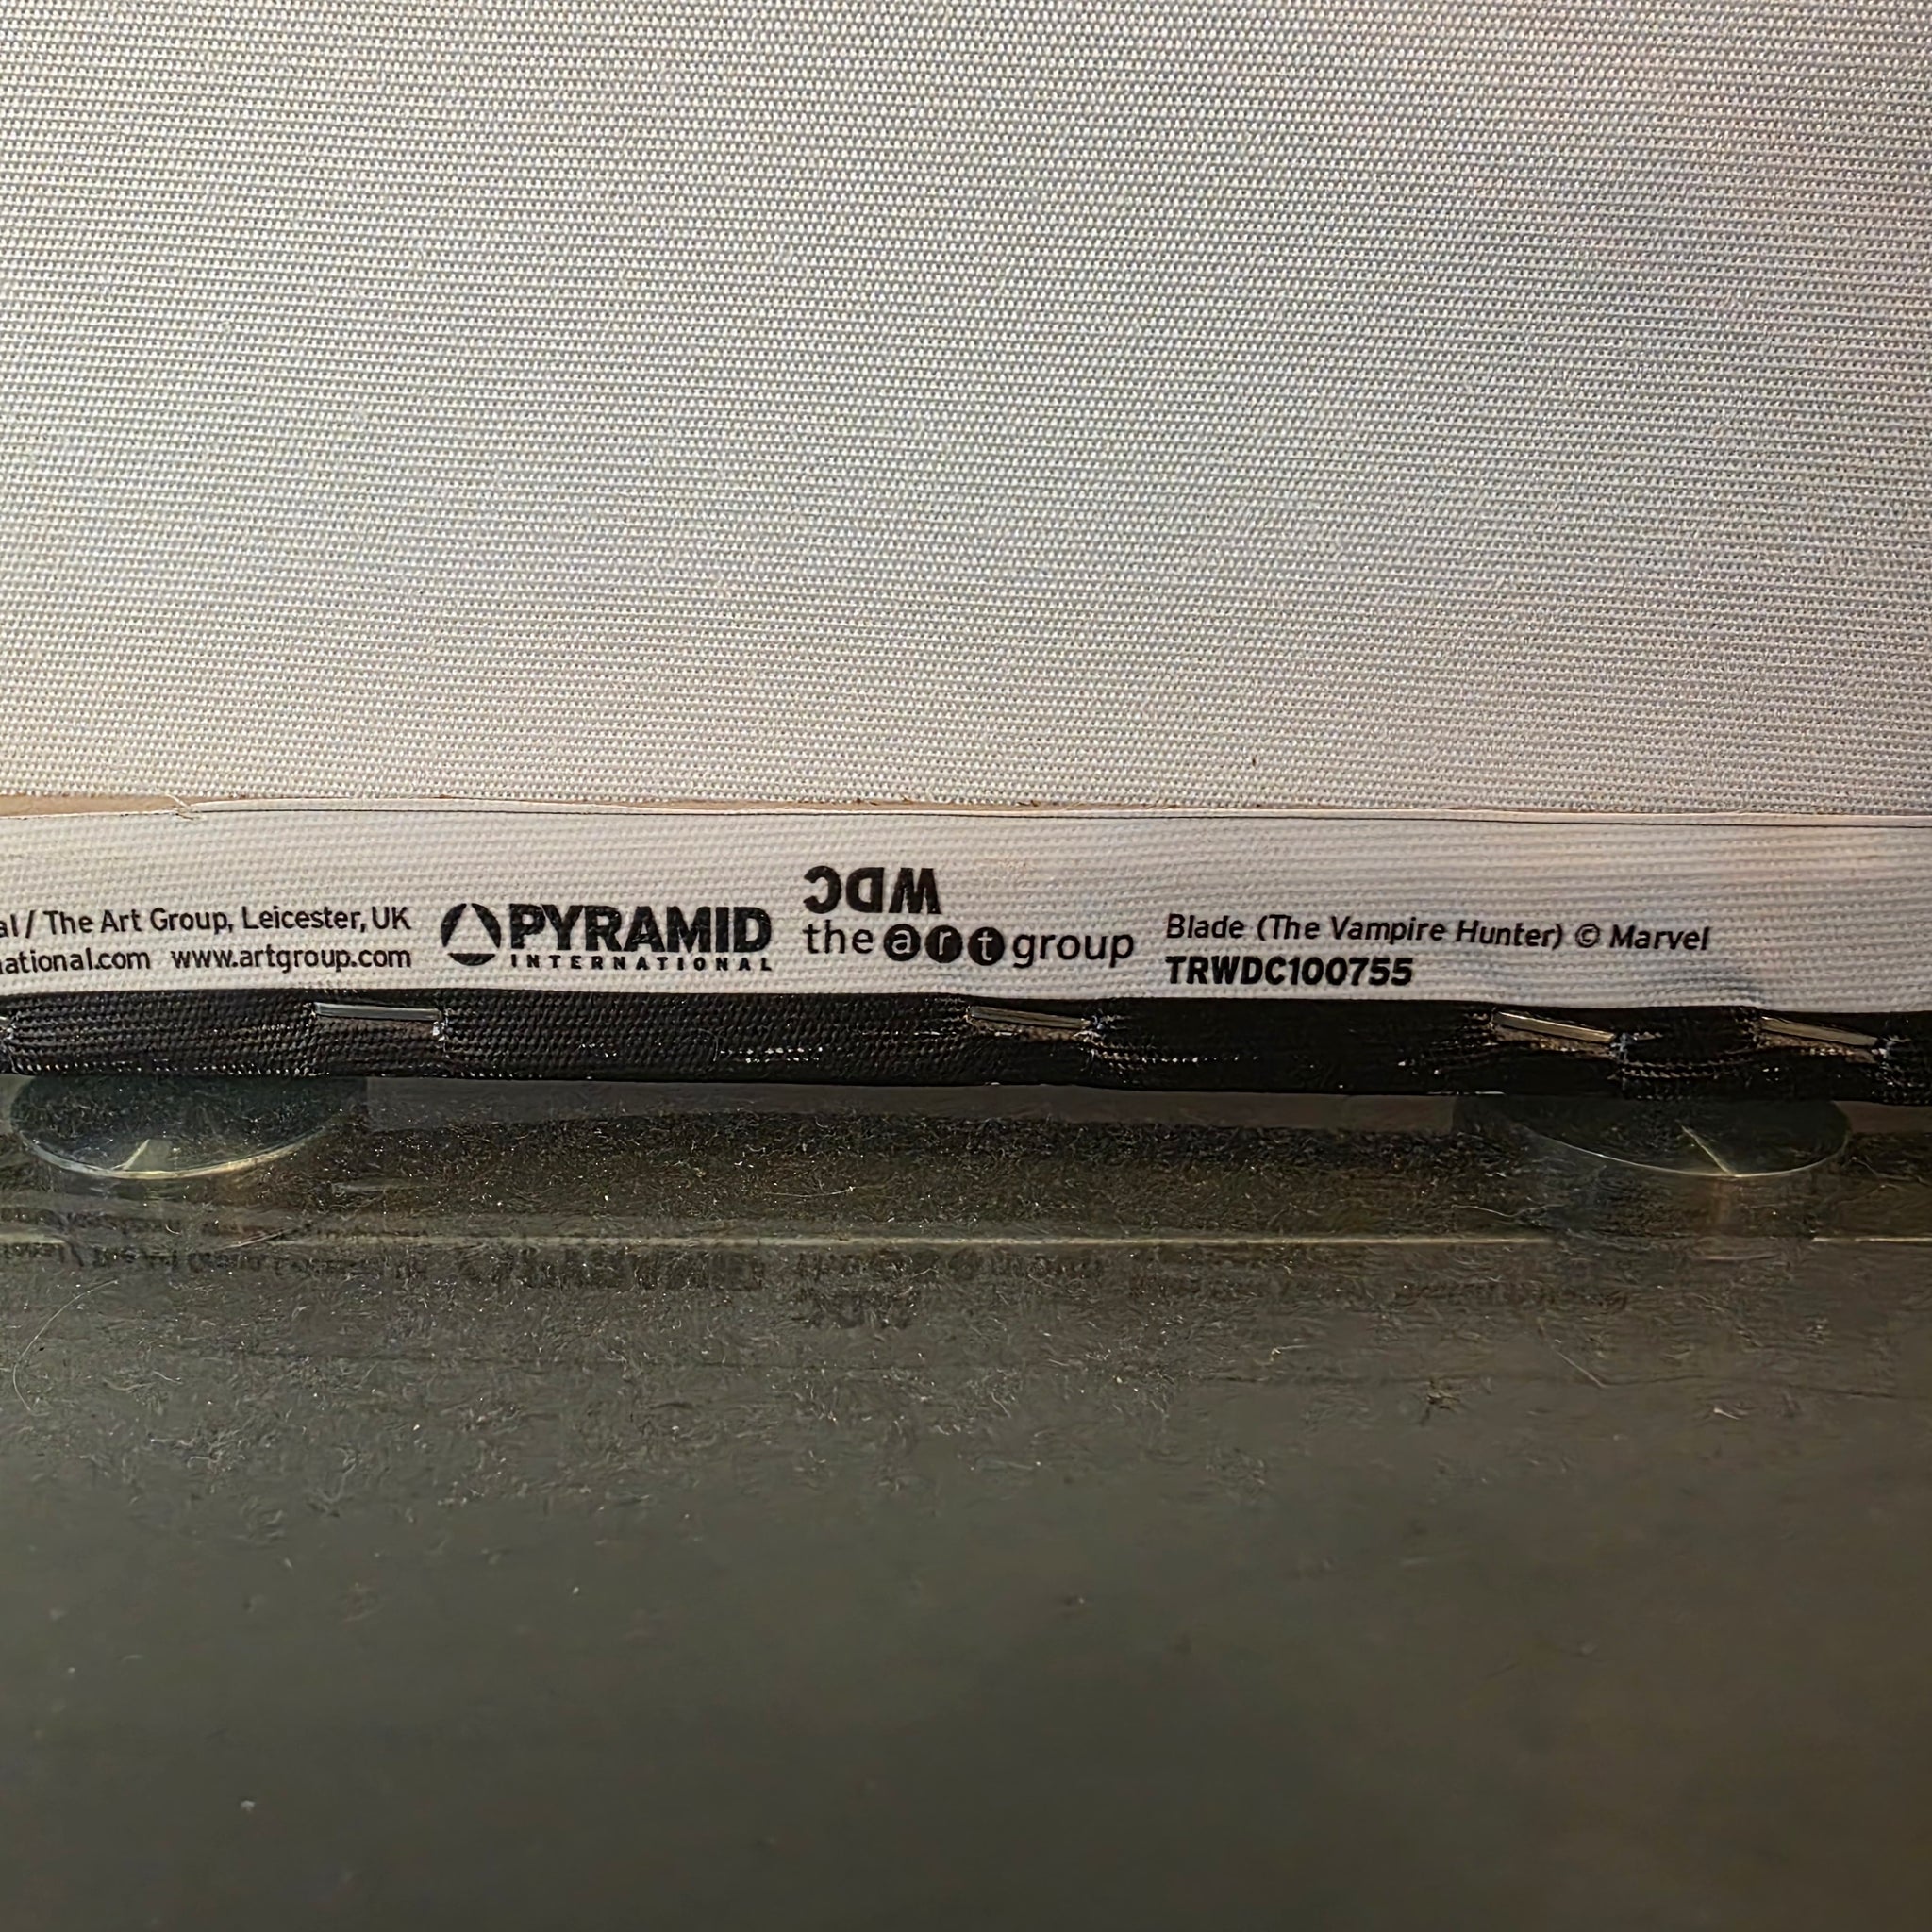 al / The Art Group, Leicester, UK
ational.com www.artgroup.com
PYRAMID
INTERNATIONAL
WDC
the art group
Blade (The Vampire Hunter) © Marvel
TRWDC100755